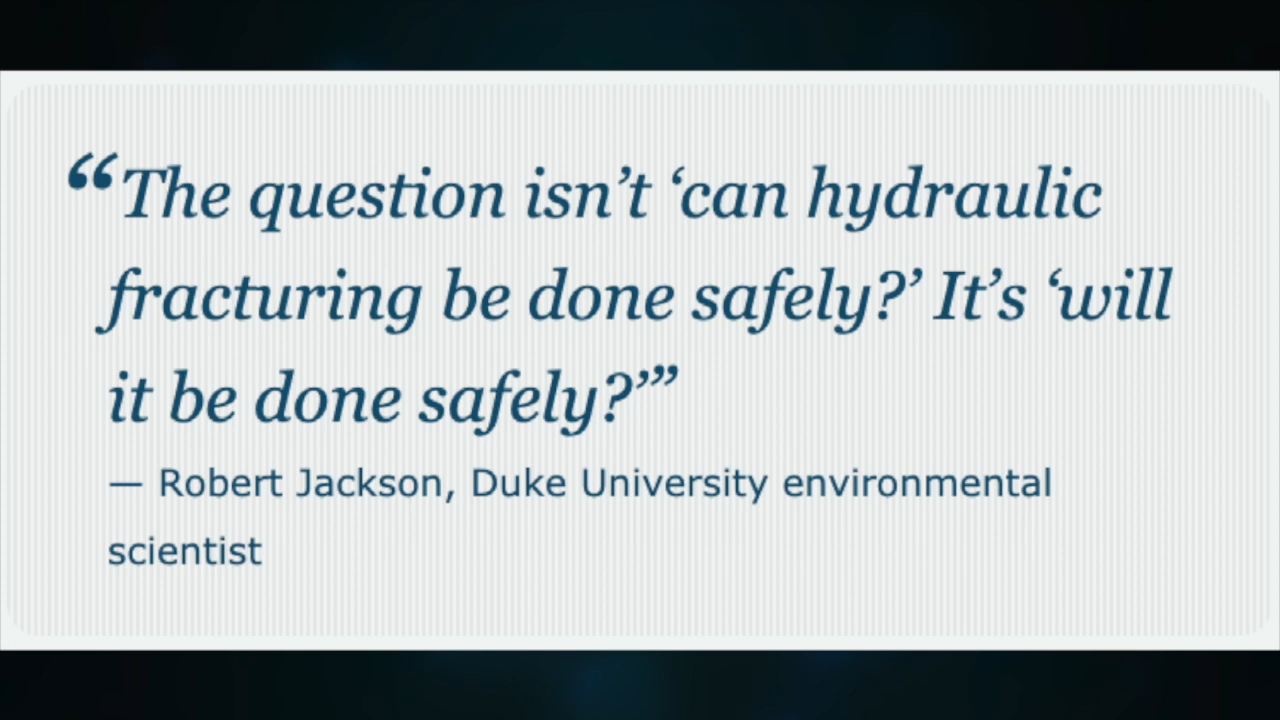 “The question isn’t ‘can hydraulic
fracturing be done safely?’ It’s ‘will
it be done safely?’”
— Robert Jackson, Duke University environmental
scientist